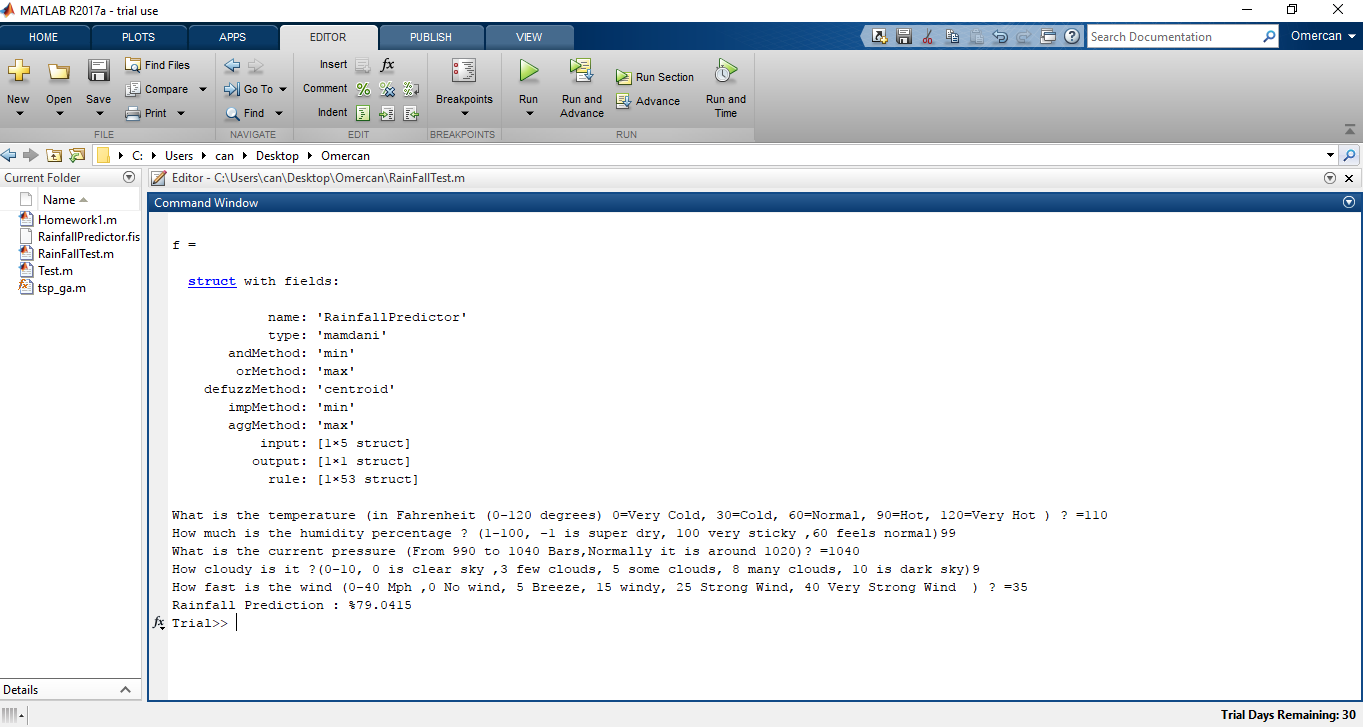 MATLAB R2017a - trial use
HOME PLOTS APPS EDITOR PUBLISH VIEW
Search Documentation
Omercan
New
Open
Save
Find Files
Compare
Print
FILE
Go To
Find
NAVIGATE
Insert
fx
Comment
Indent
EDIT
Breakpoints
BREAKPOINTS
Run
Run and Advance
Run Section
Advance
Run and Time
RUN
C: Users can Desktop Omercan
Current Folder
Name
Homework1.m
RainfallPredictor.fis
RainFallTest.m
Test.m
tsp_ga.m
Details
Editor - C:\Users\can\Desktop\Omercan\RainFallTest.m
Command Window
f =
struct with fields:
name: 'RainfallPredictor'
type: 'mamdani'
andMethod: 'min'
orMethod: 'max'
defuzzMethod: 'centroid'
impMethod: 'min'
aggMethod: 'max'
input: [1×5 struct]
output: [1×1 struct]
rule: [1×53 struct]
What is the temperature (in Fahrenheit (0-120 degrees) 0=Very Cold, 30=Cold, 60=Normal, 90=Hot, 120=Very Hot ) ? =110
How much is the humidity percentage ? (1-100, -1 is super dry, 100 very sticky ,60 feels normal)99
What is the current pressure (From 990 to 1040 Bars,Normally it is around 1020)? =1040
How cloudy is it ?(0-10, 0 is clear sky ,3 few clouds, 5 some clouds, 8 many clouds, 10 is dark sky)9
How fast is the wind (0-40 Mph ,0 No wind, 5 Breeze, 15 windy, 25 Strong Wind, 40 Very Strong Wind  ) ? =35
Rainfall Prediction : %79.0415
fx Trial>>
Trial Days Remaining: 30